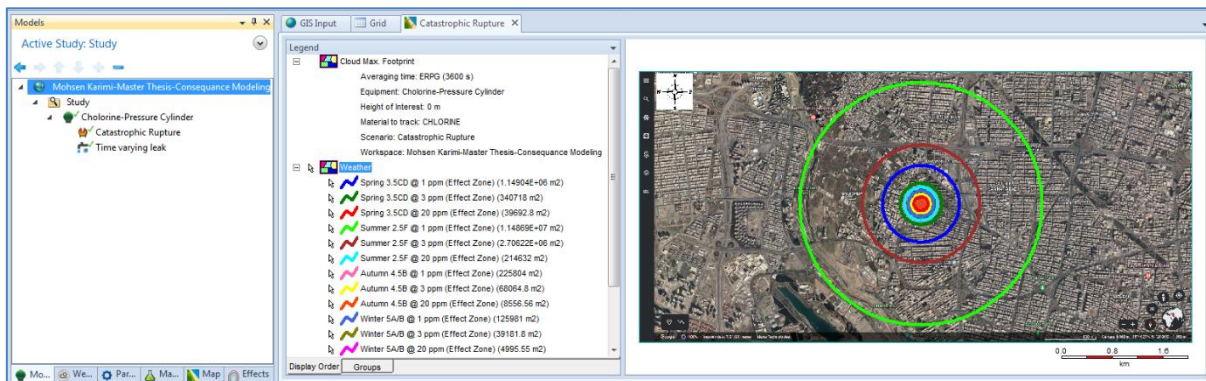 Models
Active Study: Study
Mohsen Karimi-Master Thesis-Consequance Modeling
Study
Cholorine-Pressure Cylinder
Catastrophic Rupture
Time varying leak
Mo...
We...
Par...
Ma...
Map
Effects
GIS Input
Grid
Catastrophic Rupture
Legend
Cloud Max. Footprint
Averaging time: ERPG (3600 s)
Equipment: Cholorine-Pressure Cylinder
Height of Interest: 0 m
Material to track: CHLORINE
Scenario: Catastrophic Rupture
Workspace: Mohsen Karimi-Master Thesis-Consequance Modeling
Weather
Spring 3.5CD @ 1 ppm (Effect Zone) (1.14904E+06 m2)
Spring 3.5CD @ 3 ppm (Effect Zone) (340718 m2)
Spring 3.5CD @ 20 ppm (Effect Zone) (39692.8 m2)
Summer 2.5F @ 1 ppm (Effect Zone) (1.14869E+07 m2)
Summer 2.5F @ 3 ppm (Effect Zone) (2.70622E+06 m2)
Summer 2.5F @ 20 ppm (Effect Zone) (214632 m2)
Autumn 4.5B @ 1 ppm (Effect Zone) (225804 m2)
Autumn 4.5B @ 3 ppm (Effect Zone) (68064.8 m2)
Autumn 4.5B @ 20 ppm (Effect Zone) (8556.56 m2)
Winter 5A/B @ 1 ppm (Effect Zone) (125981 m2)
Winter 5A/B @ 3 ppm (Effect Zone) (39181.8 m2)
Winter 5A/B @ 20 ppm (Effect Zone) (4995.55 m2)
Display Order
Groups
N
W
E
S
Google
100%
0.0 0.8 1.6
km